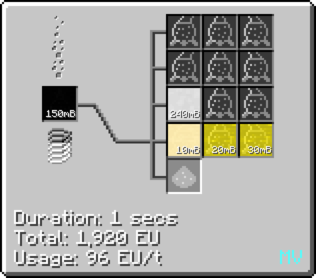 150mB
240mB
10mB 20mB 30mB
Duration: 1 secs
Total: 1,920 EU
Usage: 96 EU/t
MV